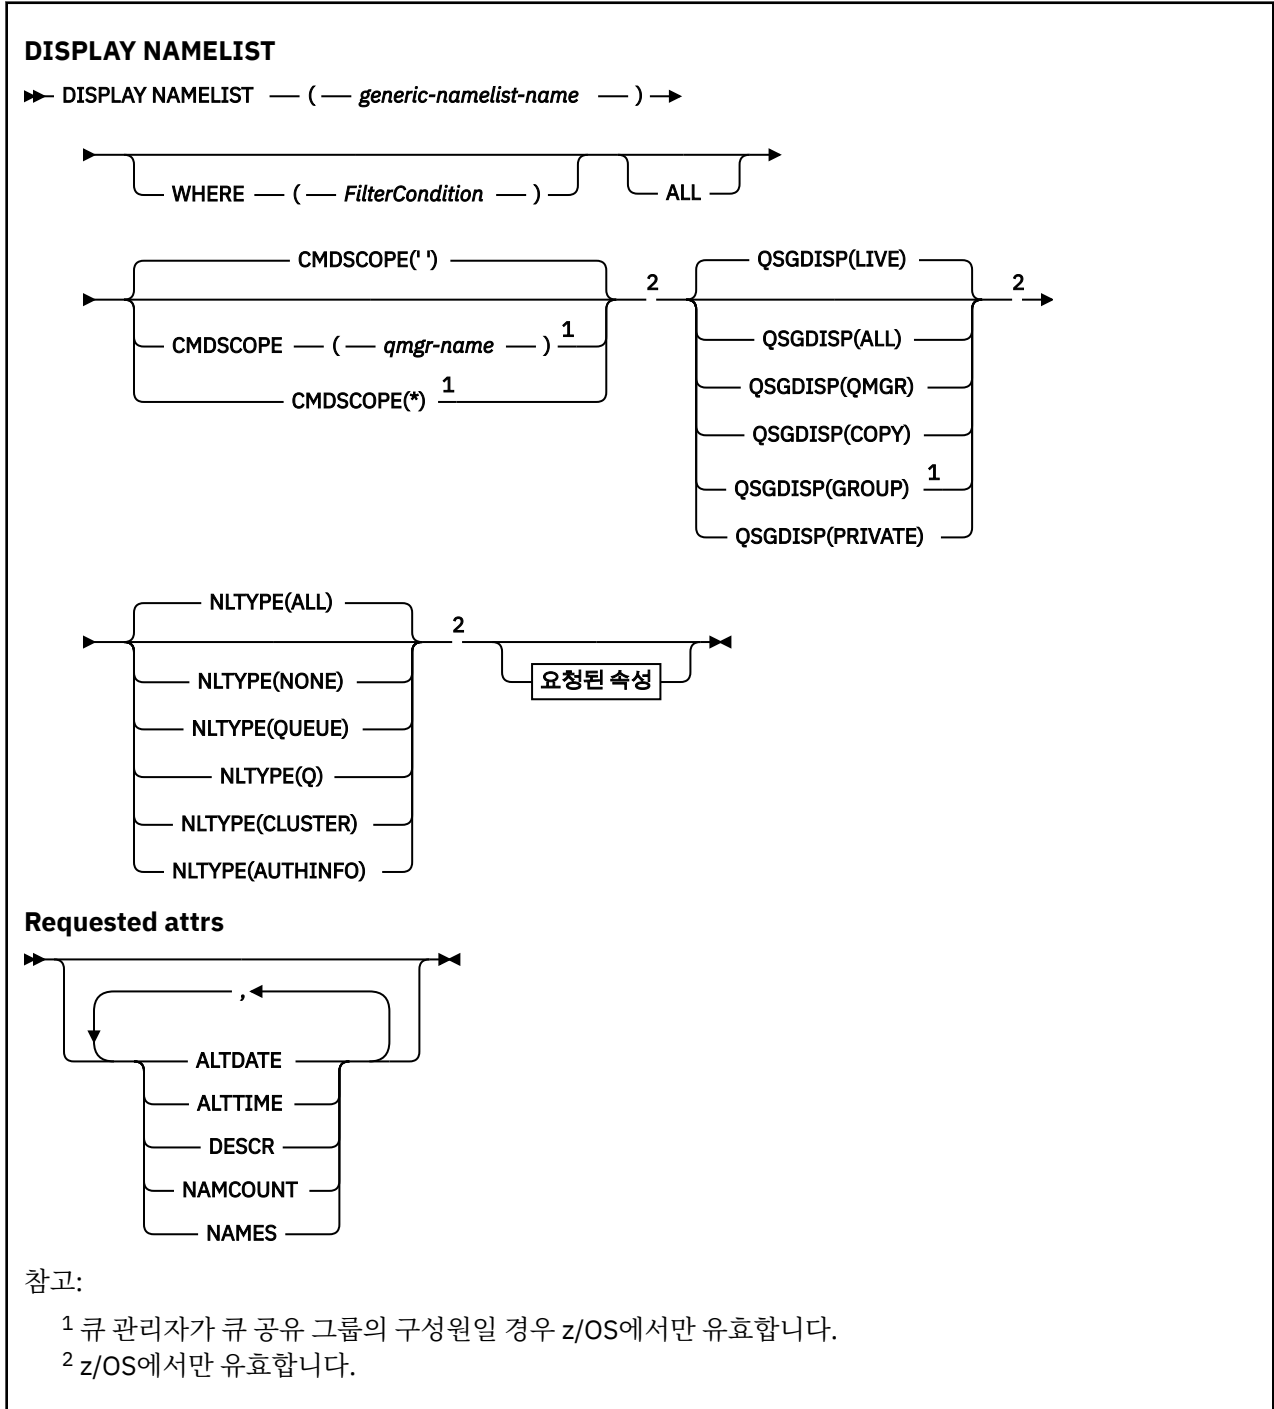 DISPLAY NAMELIST
DISPLAY NAMELIST ( generic-namelist-name )
WHERE ( FilterCondition ) ALL
CMDSCOPE(' ')
2
CMDSCOPE ( qmgr-name ) 1
CMDSCOPE(*) 1
QSGDISP(LIVE)
2
QSGDISP(ALL)
QSGDISP(QMGR)
QSGDISP(COPY)
QSGDISP(GROUP) 1
QSGDISP(PRIVATE)
NLTYPE(ALL)
2
NLTYPE(NONE)
NLTYPE(QUEUE)
NLTYPE(Q)
NLTYPE(CLUSTER)
NLTYPE(AUTHINFO)
요청된 속성
Requested attrs
,
ALTDATE
ALTTIME
DESCR
NAMCOUNT
NAMES
참고:
1 큐 관리자가 큐 공유 그룹의 구성원일 경우 z/OS에서만 유효합니다.
2 z/OS에서만 유효합니다.